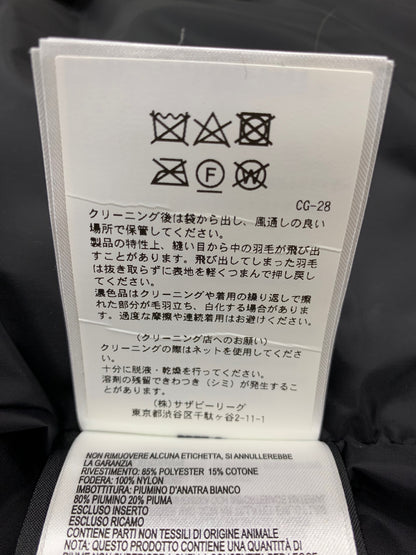 F
W
CG-28
クリーニング後は袋から出し、風通しの良い
場所で保管してください。
製品の特性上、縫い目から中の羽毛が飛び出
すことがあります。飛び出してしまった羽毛
は抜き取らずに表地を軽くつまんで押し戻し
てください。
濃色品はクリーニングや着用の繰り返しで擦
れた部分が毛羽立ち、白化する場合がありま
す。過度な摩擦や連続着用はお避けください。
(クリーニング店へのお願い)
クリーニングの際はネットを使用してくださ
い。
十分に脱液・乾燥を行ってください。
溶剤の残留できわつき(シミ)が発生するこ
とがあります。
(株)サザビーリーグ
東京都渋谷区千駄ヶ谷2-11-1
NON RIMUOVERE ALCUNA ETICHETTA, SI ANNULLEREBBE
LA GARANZIA
RIVESTIMENTO: 85% POLYESTER 15% COTONE
FODERA: 100% NYLON
IMBOTTITURA: PIUMINO D'ANATRA BIANCO
80% PIUMINO 20% PIUMA
ESCLUSO INSERTO
ESCLUSO RICAMO
CONTIENE PARTI NON TESSILI DI ORIGINE ANIMALE
NOTA: QUESTO PRODOTTO CONTIENE UNA QUANTITÀ DI